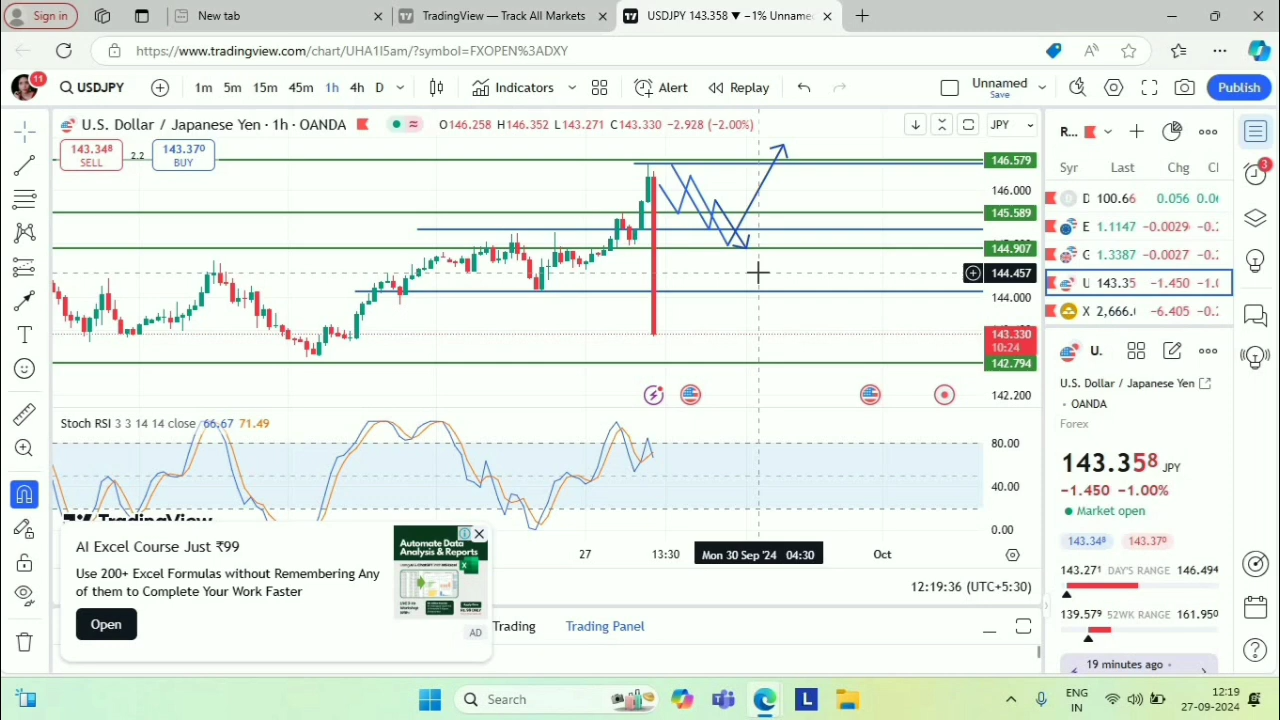 Sign in
New tab
TradingView — Track All Markets
USDJPY 143.358 ▼ −1% Unname
https://www.tradingview.com/chart/UHA1I5am/?symbol=FXOPEN%3ADXY
11
USDJPY
1m 5m 15m 45m 1h 4h D
Indicators
Alert
Replay
Unnamed
Save
Publish
U.S. Dollar / Japanese Yen · 1h · OANDA
O146.258 H146.352 L143.271 C143.330 −2.928 (−2.00%)
JPY
143.348
SELL
2.2
143.370
BUY
146.579
146.000
145.589
144.907
144.457
144.000
143.330
10:24
142.794
142.200
Stoch RSI 3 3 14 14 close 66.67 71.49
80.00
40.00
0.00
TradingView
27
13:30
Mon 30 Sep '24 04:30
Oct
12:19:36 (UTC+5:30)
AI Excel Course Just ₹99
Use 200+ Excel Formulas without Remembering Any
of them to Complete Your Work Faster
Open
Automate Data
Analysis & Reports
AD
Trading
Trading Panel
R...
Syr Last Chg
D 100.66 0.056
E 1.1147 −0.0029
G 1.3387 −0.0027
U 143.35 −1.450
X 2,666. −6.405
3
U.
U.S. Dollar / Japanese Yen
• OANDA
Forex
143.358 JPY
−1.450 −1.00%
Market open
143.348 143.370
143.271 DAY'S RANGE 146.494
139.579 52WK RANGE 161.950
19 minutes ago
Search
L
ENG
IN
12:19
27-09-2024